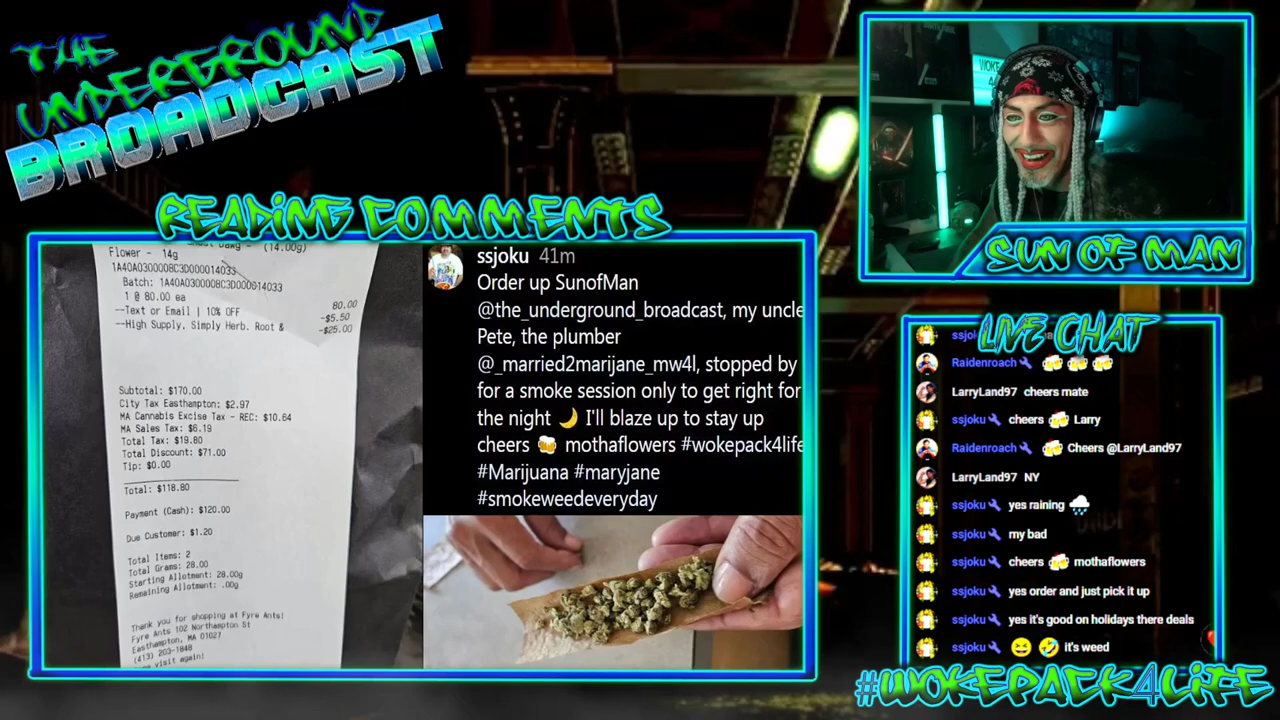 THE
UNDERGROUND
BROADCAST
READING COMMENTS
(14.00g)
Flower - 14g
1A40A0300008C3D000014033
Batch: 1A40A0300008C3D000014033
1 @ 80.00 ea
80.00
--Text or Email | 10% OFF
-$5.50
--High Supply, Simply Herb. Root &
-$25.00
Subtotal: $170.00
City Tax Easthampton: $2.97
MA Cannabis Excise Tax - REC: $10.64
MA Sales Tax: $6.19
Total Tax: $19.80
Total Discount: $71.00
Tip: $0.00
Total: $118.80
Payment (Cash): $120.00
Due Customer: $1.20
Total Items: 2
Total Grams: 28.00
Starting Allotment: 28.00g
Remaining Allotment: .00g
Thank you for shopping at Fyre Ants!
Fyre Ants 102 Northampton St
Easthampton, MA 01027
(413) 203-1848
visit again!
ssjoku 41m
Order up SunofMan
@the_underground_broadcast, my uncle
Pete, the plumber
@_married2marijane_mw4l, stopped by
for a smoke session only to get right for
the night 🌙 I'll blaze up to stay up
cheers 🍻 mothaflowers #wokepack4life
#Marijuana #maryjane
#smokeweedeveryday
WOKE
SUN OF MAN
LIVE CHAT
ssjo
Raidenroach 🍻 🍻 🍻
LarryLand97 cheers mate
ssjoku cheers 🍻 Larry
Raidenroach 🍻 Cheers @LarryLand97
LarryLand97 NY
ssjoku yes raining 🌧️
ssjoku my bad
ssjoku cheers 🍻 mothaflowers
ssjoku yes order and just pick it up
ssjoku yes it's good on holidays there deals
ssjoku 😆 🤣 it's weed
#WOKEPACK4LIFE